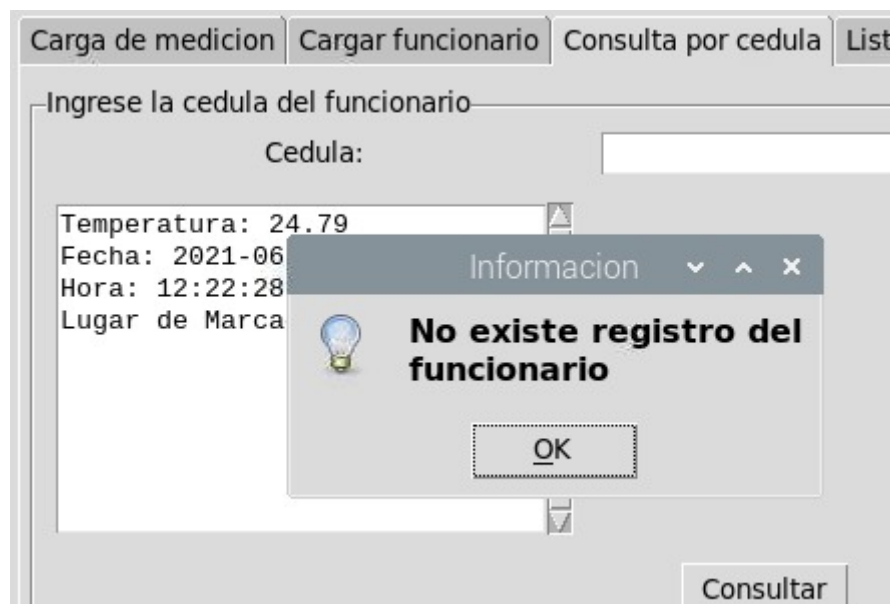 Carga de medicion Cargar funcionario Consulta por cedula List
Ingrese la cedula del funcionario
Cedula:
Temperatura: 24.79
Fecha: 2021-06
Hora: 12:22:28
Lugar de Marca
Informacion
No existe registro del
funcionario
OK
Consultar